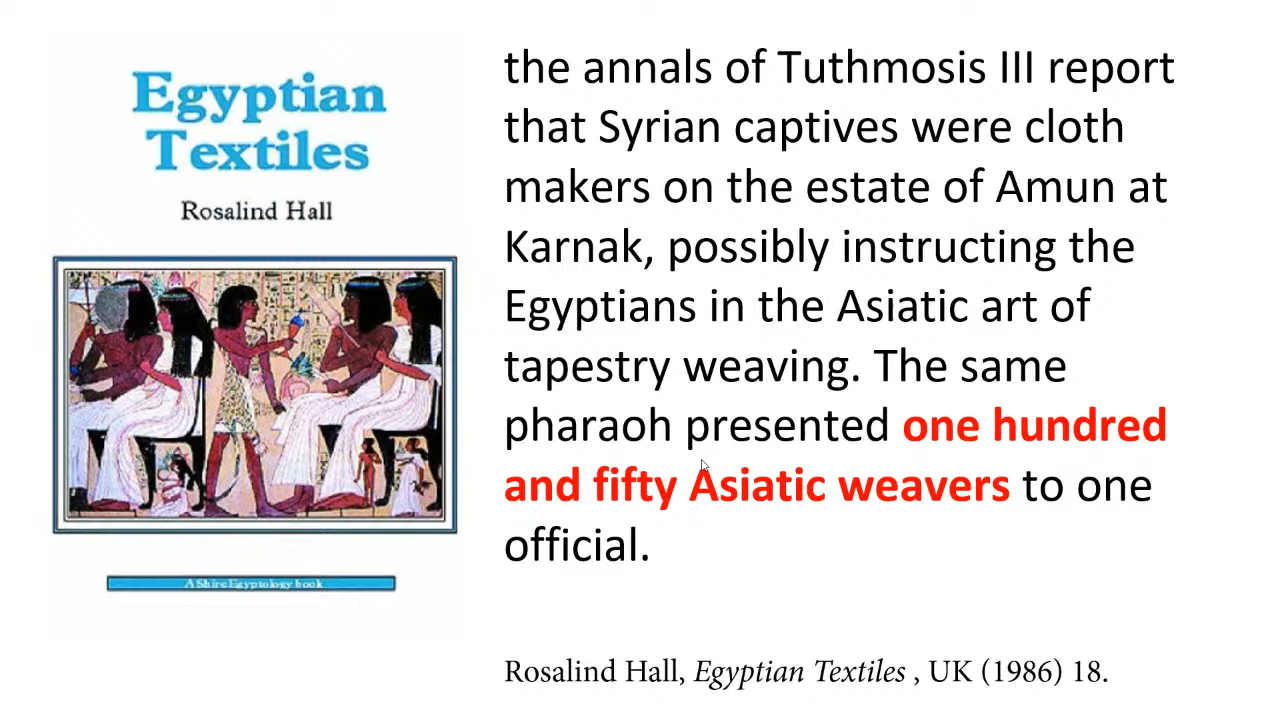 Egyptian
Textiles
Rosalind Hall
A Shire Egyptology book
the annals of Tuthmosis III report
that Syrian captives were cloth
makers on the estate of Amun at
Karnak, possibly instructing the
Egyptians in the Asiatic art of
tapestry weaving. The same
pharaoh presented one hundred
and fifty Asiatic weavers to one
official.
Rosalind Hall, Egyptian Textiles , UK (1986) 18.